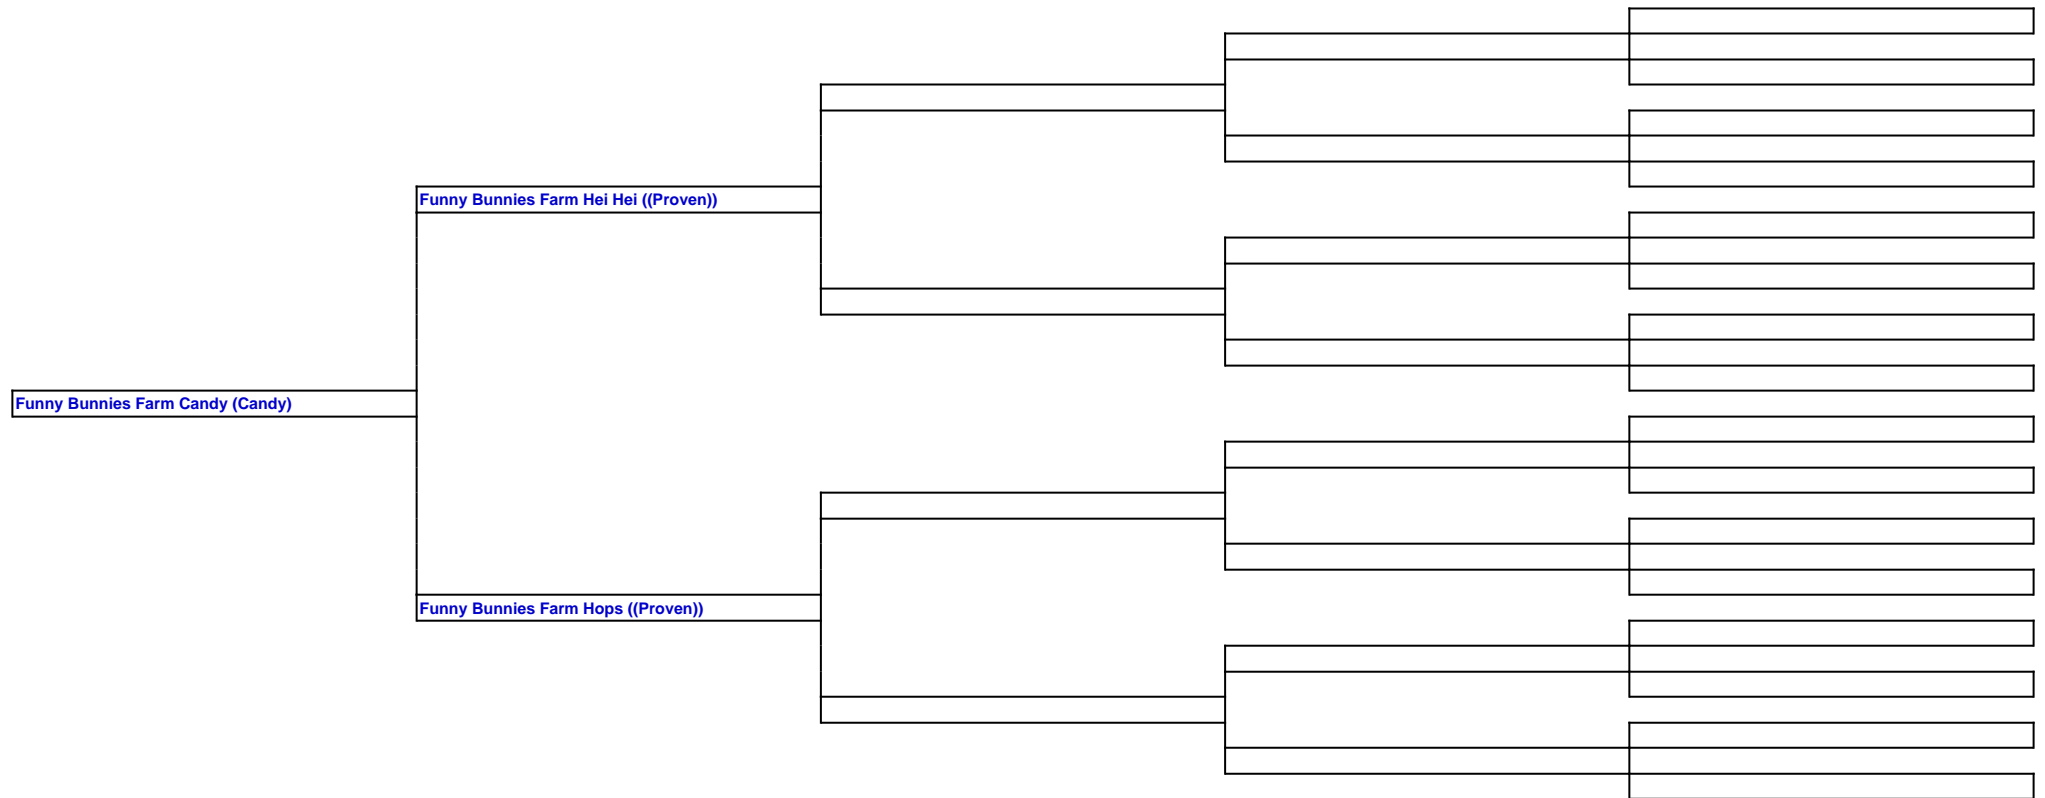 Funny Bunnies Farm Hei Hei ((Proven))
Funny Bunnies Farm Candy (Candy)
Funny Bunnies Farm Hops ((Proven))